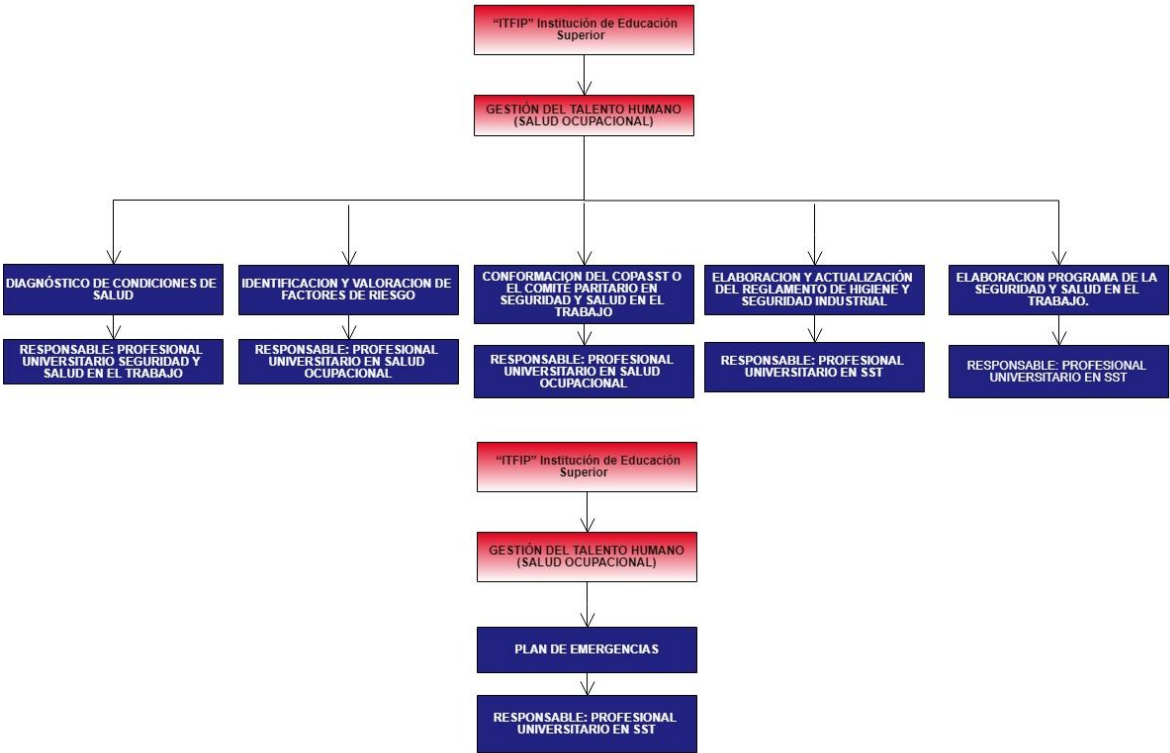 “ITFIP” Institución de Educación
Superior
GESTIÓN DEL TALENTO HUMANO
(SALUD OCUPACIONAL)
DIAGNÓSTICO DE CONDICIONES DE
SALUD
RESPONSABLE: PROFESIONAL
UNIVERSITARIO SEGURIDAD Y
SALUD EN EL TRABAJO
IDENTIFICACION Y VALORACION DE
FACTORES DE RIESGO
RESPONSABLE: PROFESIONAL
UNIVERSITARIO EN SALUD
OCUPACIONAL
CONFORMACION DEL COPASST O
EL COMITÉ PARITARIO EN
SEGURIDAD Y SALUD EN EL
TRABAJO
RESPONSABLE: PROFESIONAL
UNIVERSITARIO EN SALUD
OCUPACIONAL
ELABORACION Y ACTUALIZACIÓN
DEL REGLAMENTO DE HIGIENE Y
SEGURIDAD INDUSTRIAL
RESPONSABLE: PROFESIONAL
UNIVERSITARIO EN SST
ELABORACION PROGRAMA DE LA
SEGURIDAD Y SALUD EN EL
TRABAJO.
RESPONSABLE: PROFESIONAL
UNIVERSITARIO EN SST
“ITFIP” Institución de Educación
Superior
GESTIÓN DEL TALENTO HUMANO
(SALUD OCUPACIONAL)
PLAN DE EMERGENCIAS
RESPONSABLE: PROFESIONAL
UNIVERSITARIO EN SST